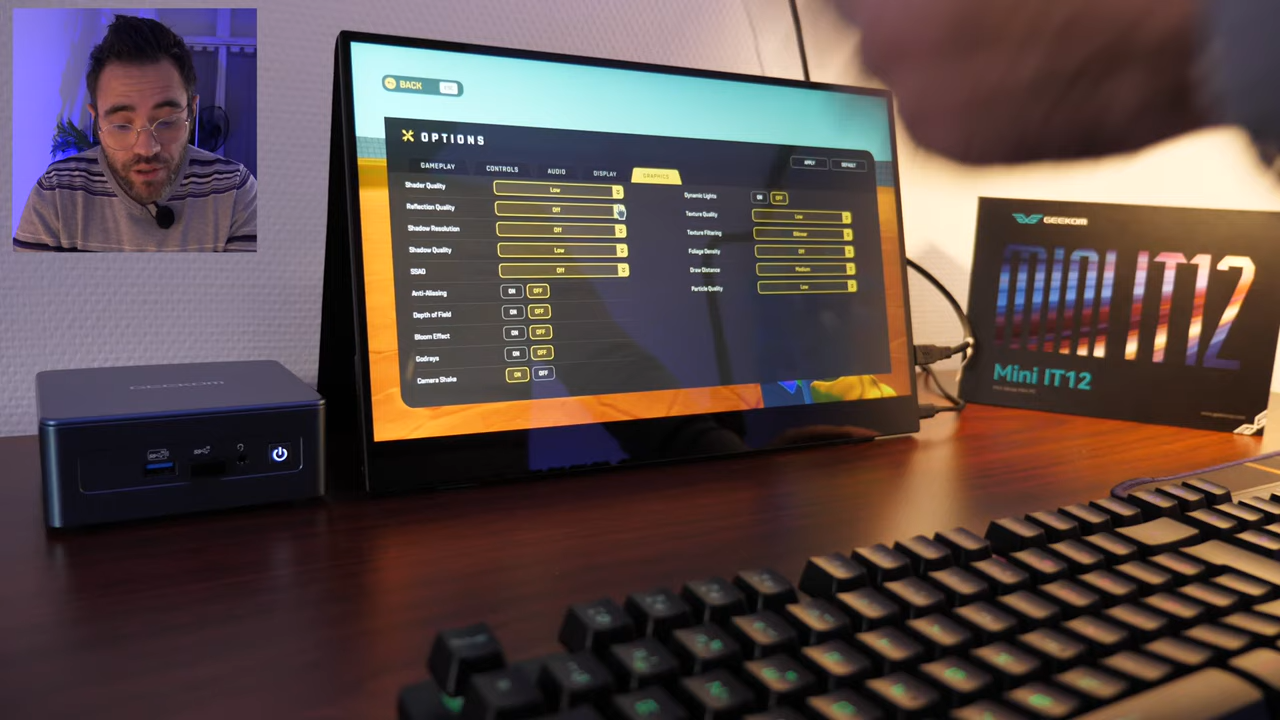 BACK
OPTIONS
GAMEPLAY CONTROLS AUDIO DISPLAY GRAPHICS
APPLY DEFAULT
Shader Quality Low
Reflection Quality Off
Shadow Resolution Off
Shadow Quality Low
SSAO Off
Anti-Aliasing ON OFF
Depth of Field ON OFF
Bloom Effect ON OFF
Godrays ON OFF
Camera Shake ON OFF
Dynamic Lights ON OFF
Texture Quality Low
Texture Filtering Bilinear
Foliage Density Off
Draw Distance Medium
Particle Quality Low
GEEKOM
GEEKOM
MINI IT12
Mini IT12